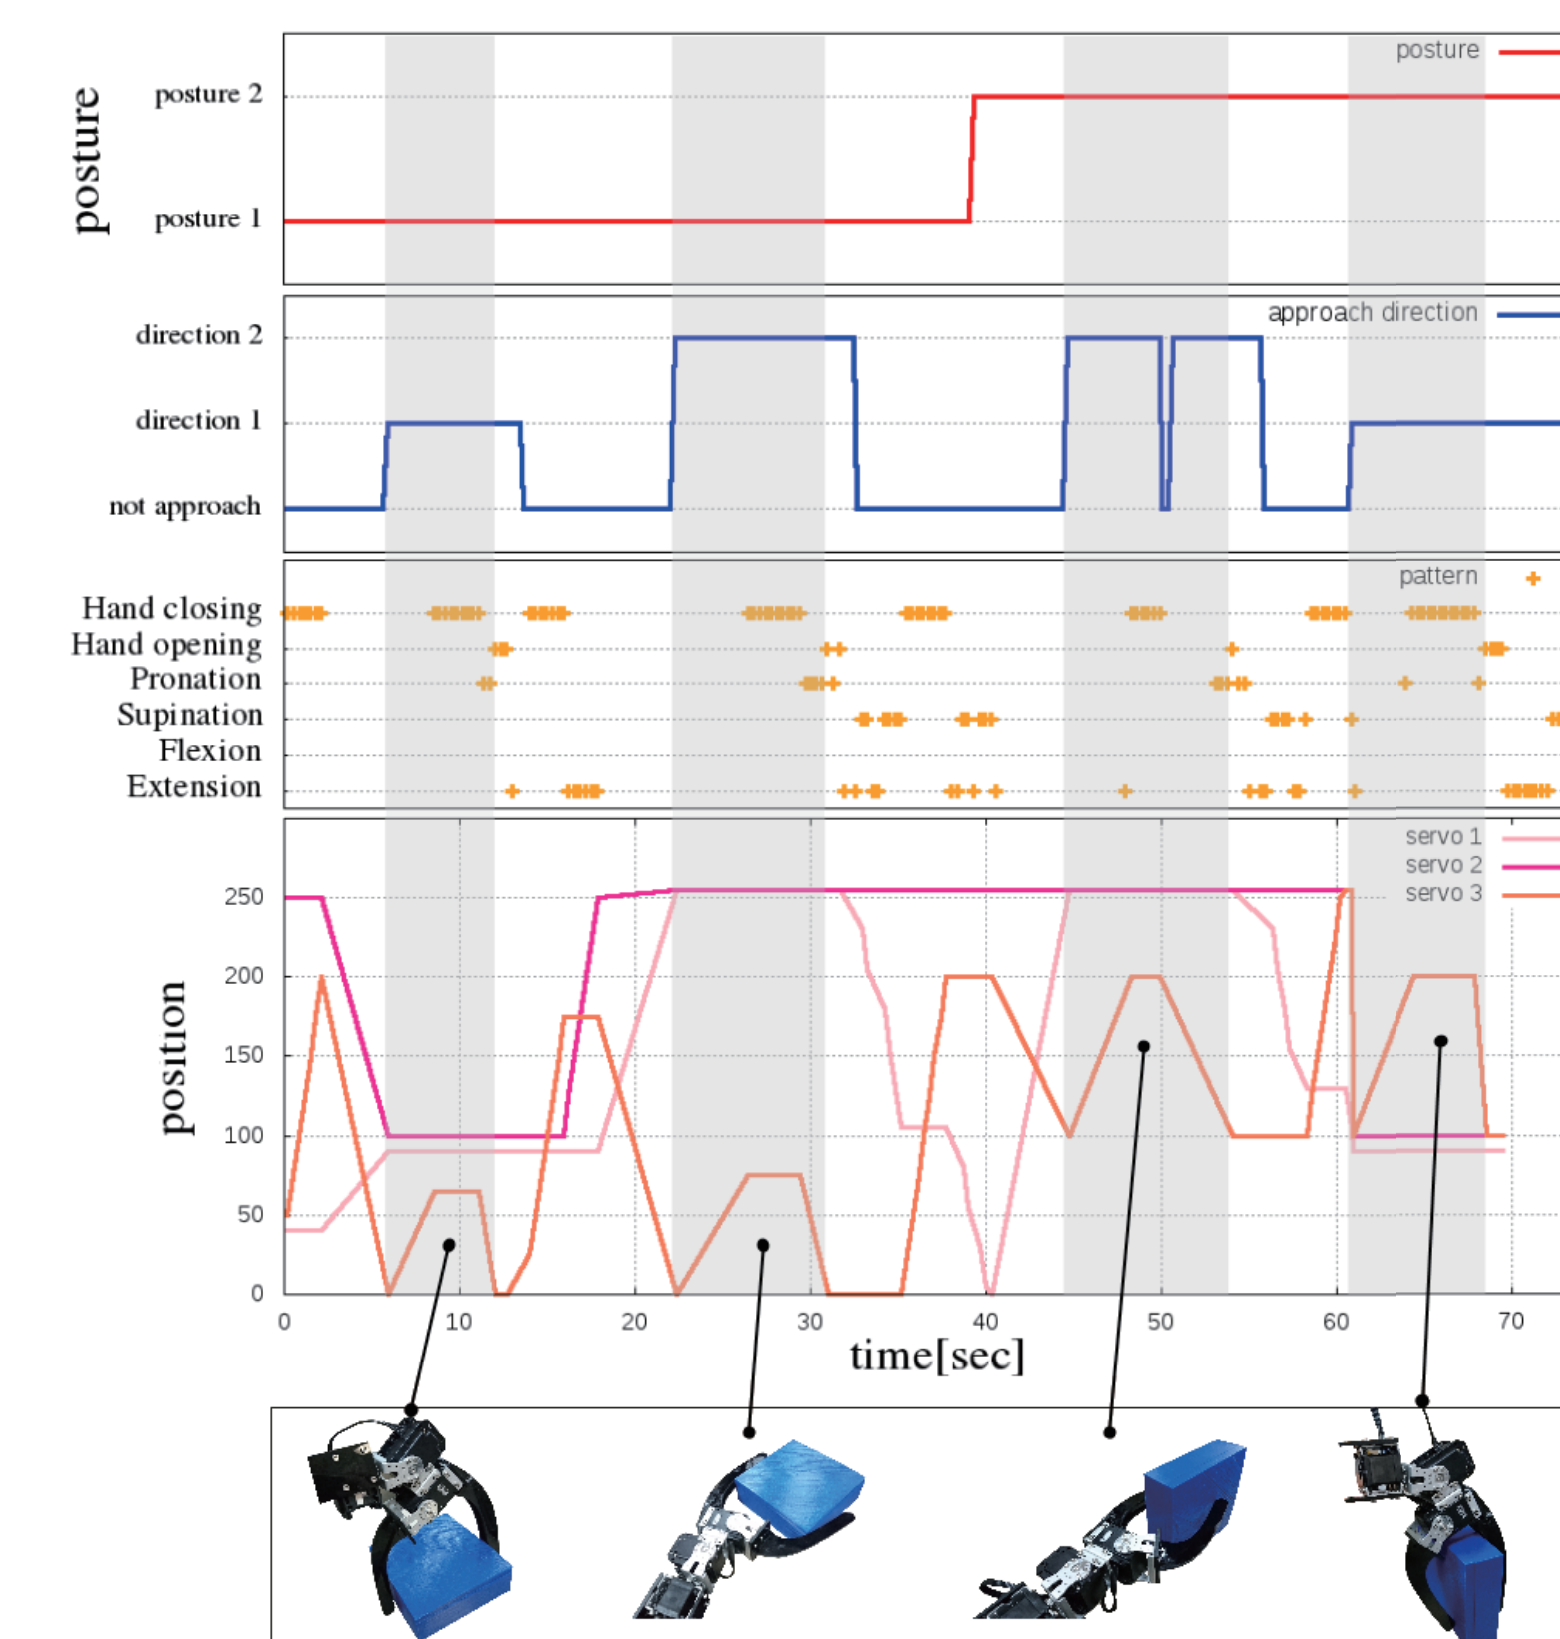 posture
posture
posture 2
posture 1
approach direction
direction 2
direction 1
not approach
pattern
Hand closing
Hand opening
Pronation
Supination
Flexion
Extension
position
servo 1
servo 2
servo 3
250
200
150
100
50
0
0 10 20 30 40 50 60 70
time[sec]